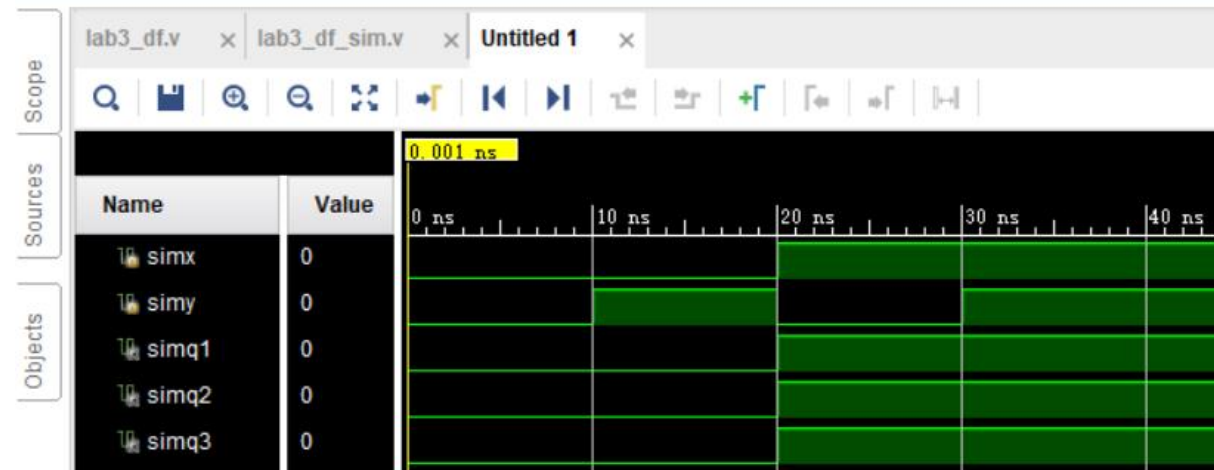 lab3_df.v × lab3_df_sim.v × Untitled 1 ×
Scope
Sources
Objects
0.001 ns
Name Value
0 ns 10 ns 20 ns 30 ns 40 ns
simx 0
simy 0
simq1 0
simq2 0
simq3 0